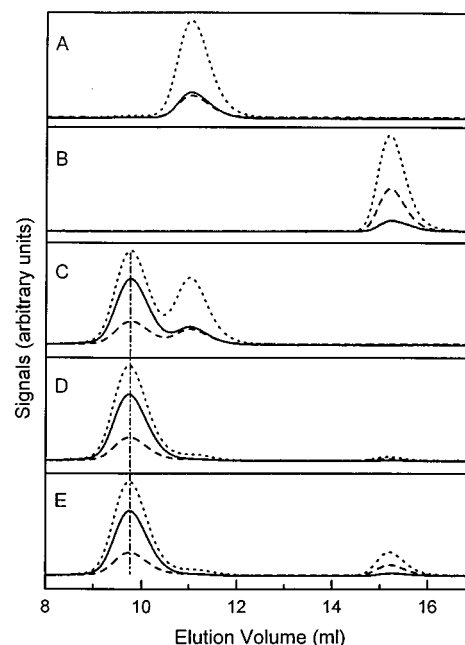 A
B
C
D
E
Signals (arbitrary units)
8 10 12 14 16
Elution Volume (ml)